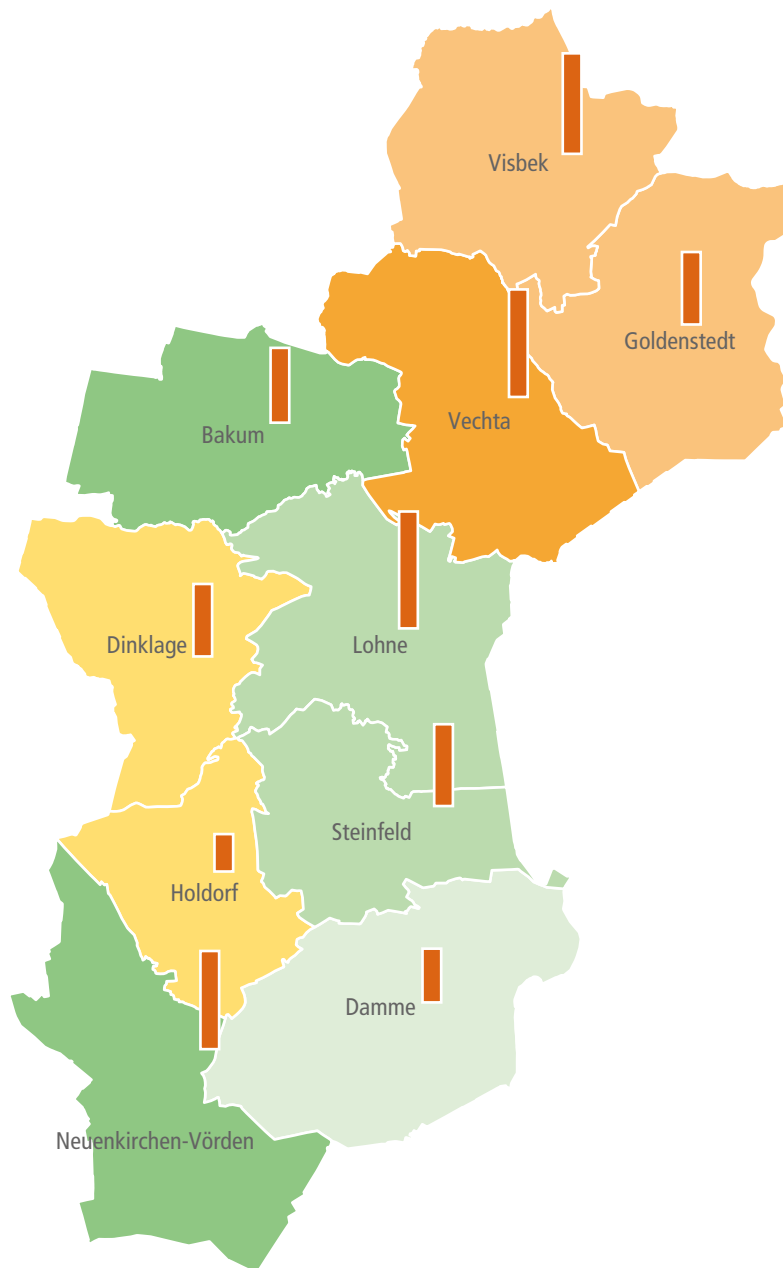 Visbek
Goldenstedt
Vechta
Bakum
Dinklage
Lohne
Steinfeld
Holdorf
Damme
Neuenkirchen-Vörden